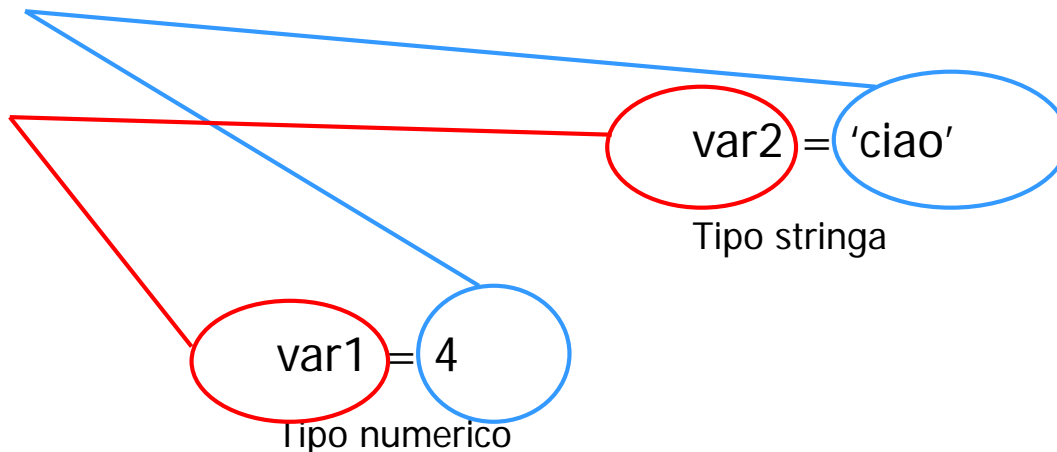 var2 = ‘ciao’
Tipo stringa
var1 = 4
Tipo numerico